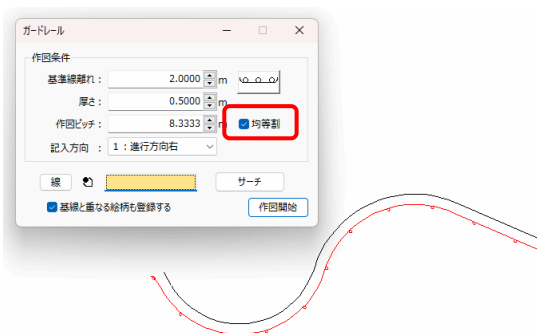 ガードレール
作図条件
基準線離れ： 2.0000 m
厚さ： 0.5000 m
作図ピッチ： 8.3333 m 均等割
記入方向 ： 1：進行方向右
線 サーチ
基線と重なる絵柄も登録する 作図開始